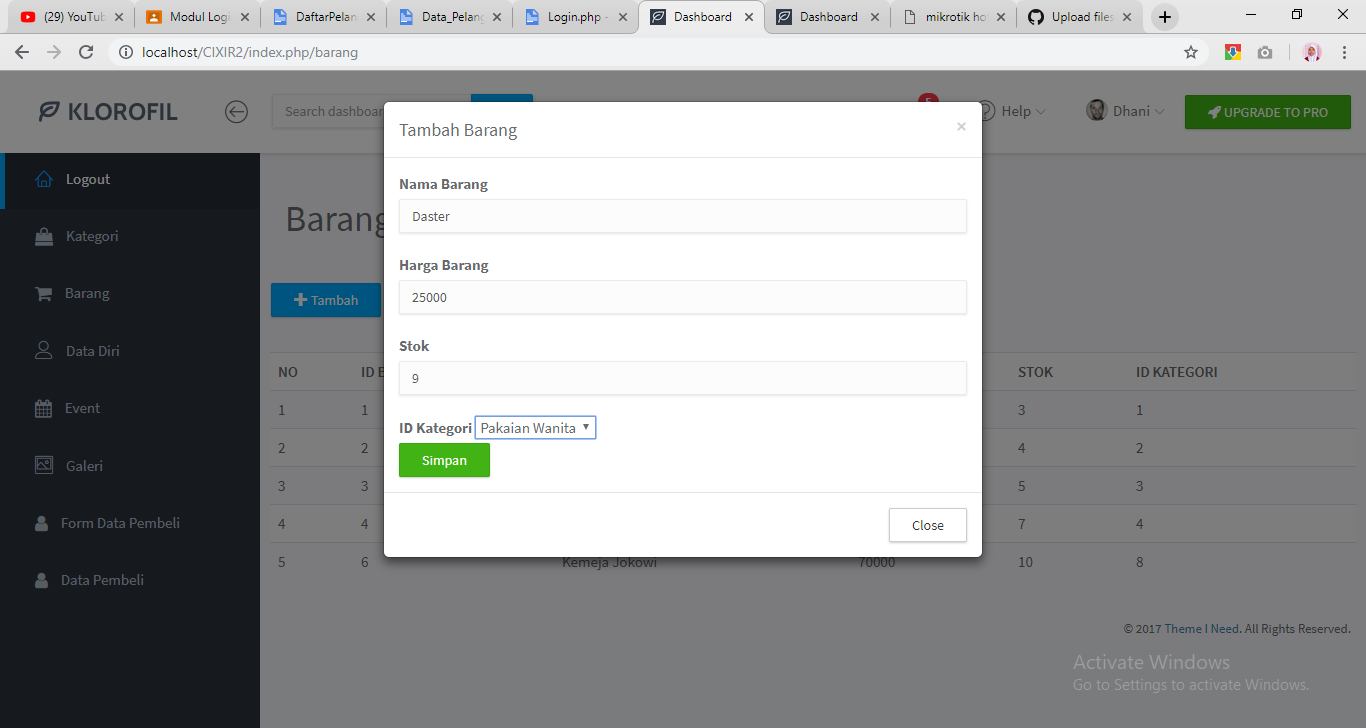 (29) YouTub
Modul Logi
DaftarPelan
Data_Pelang
Login.php -
Dashboard
Dashboard
mikrotik ho
Upload files
localhost/CIXIR2/index.php/barang
KLOROFIL
Search dashboar
5
Help
Dhani
UPGRADE TO PRO
Logout
Kategori
Barang
Data Diri
Event
Galeri
Form Data Pembeli
Data Pembeli
Barang
Tambah
Tambah Barang
×
Nama Barang
Daster
Harga Barang
25000
Stok
9
ID Kategori Pakaian Wanita
Simpan
Close
NO ID STOK ID KATEGORI
1 1 3 1
2 2 4 2
3 3 5 3
4 4 7 4
5 6 Kemeja Jokowi 70000 10 8
© 2017 Theme I Need. All Rights Reserved.
Activate Windows
Go to Settings to activate Windows.